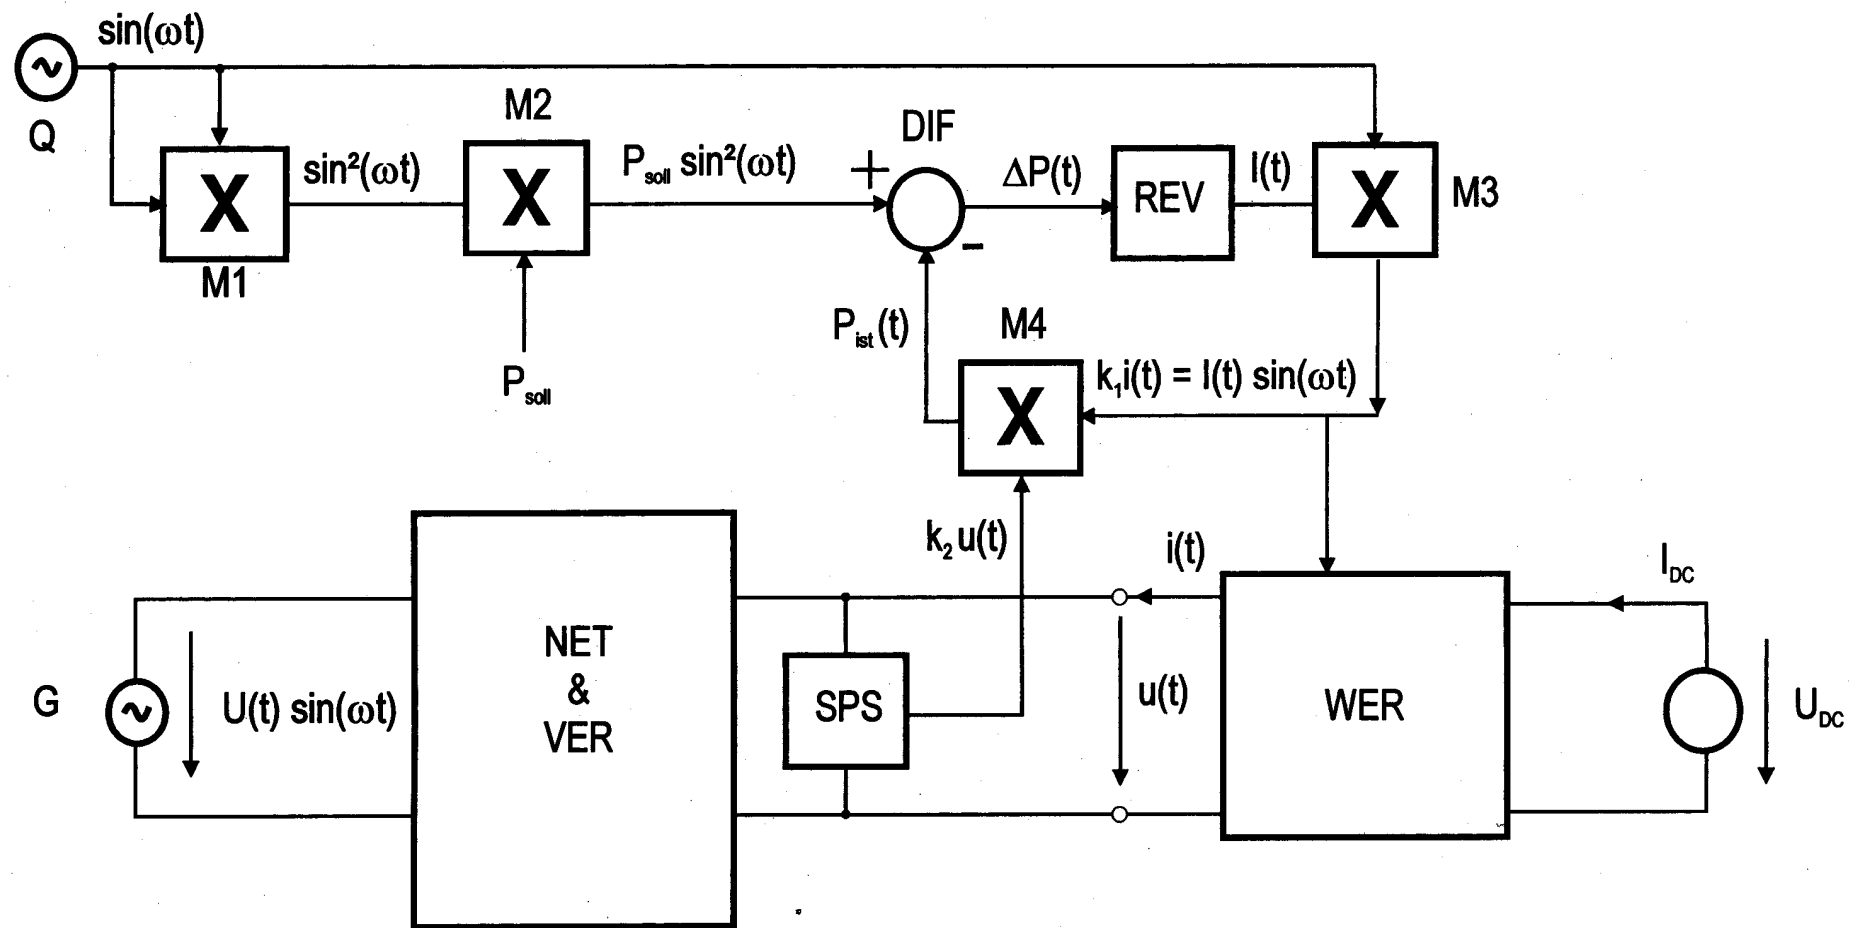 sin(ωt)
Q
M1
sin²(ωt)
M2
P_soll
P_soll sin²(ωt)
DIF
+
-
ΔP(t)
REV
I(t)
M3
X
X
X
P_ist (t)
M4
X
k₁i(t) = I(t) sin(ωt)
k₂ u(t)
i(t)
I_DC
G
U(t) sin(ωt)
NET
&
VER
SPS
u(t)
WER
U_DC